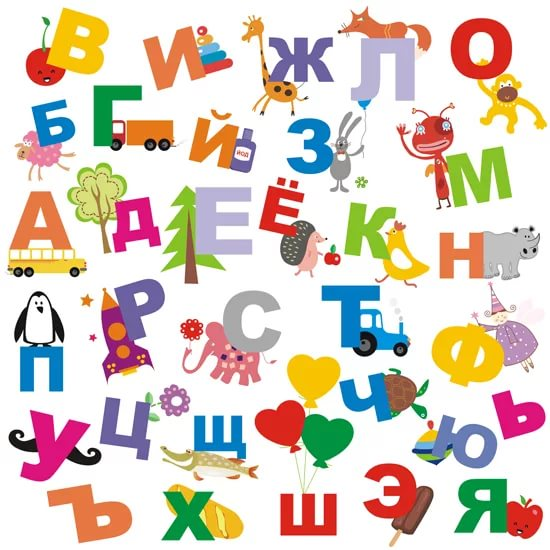 В И Ж Л О
Б Г Й З М
ЙОД
А Д Е Ё К Н
П Р С Т Ф
У Ц Щ Ч Ю Ь
Ъ Х Ш Э Я